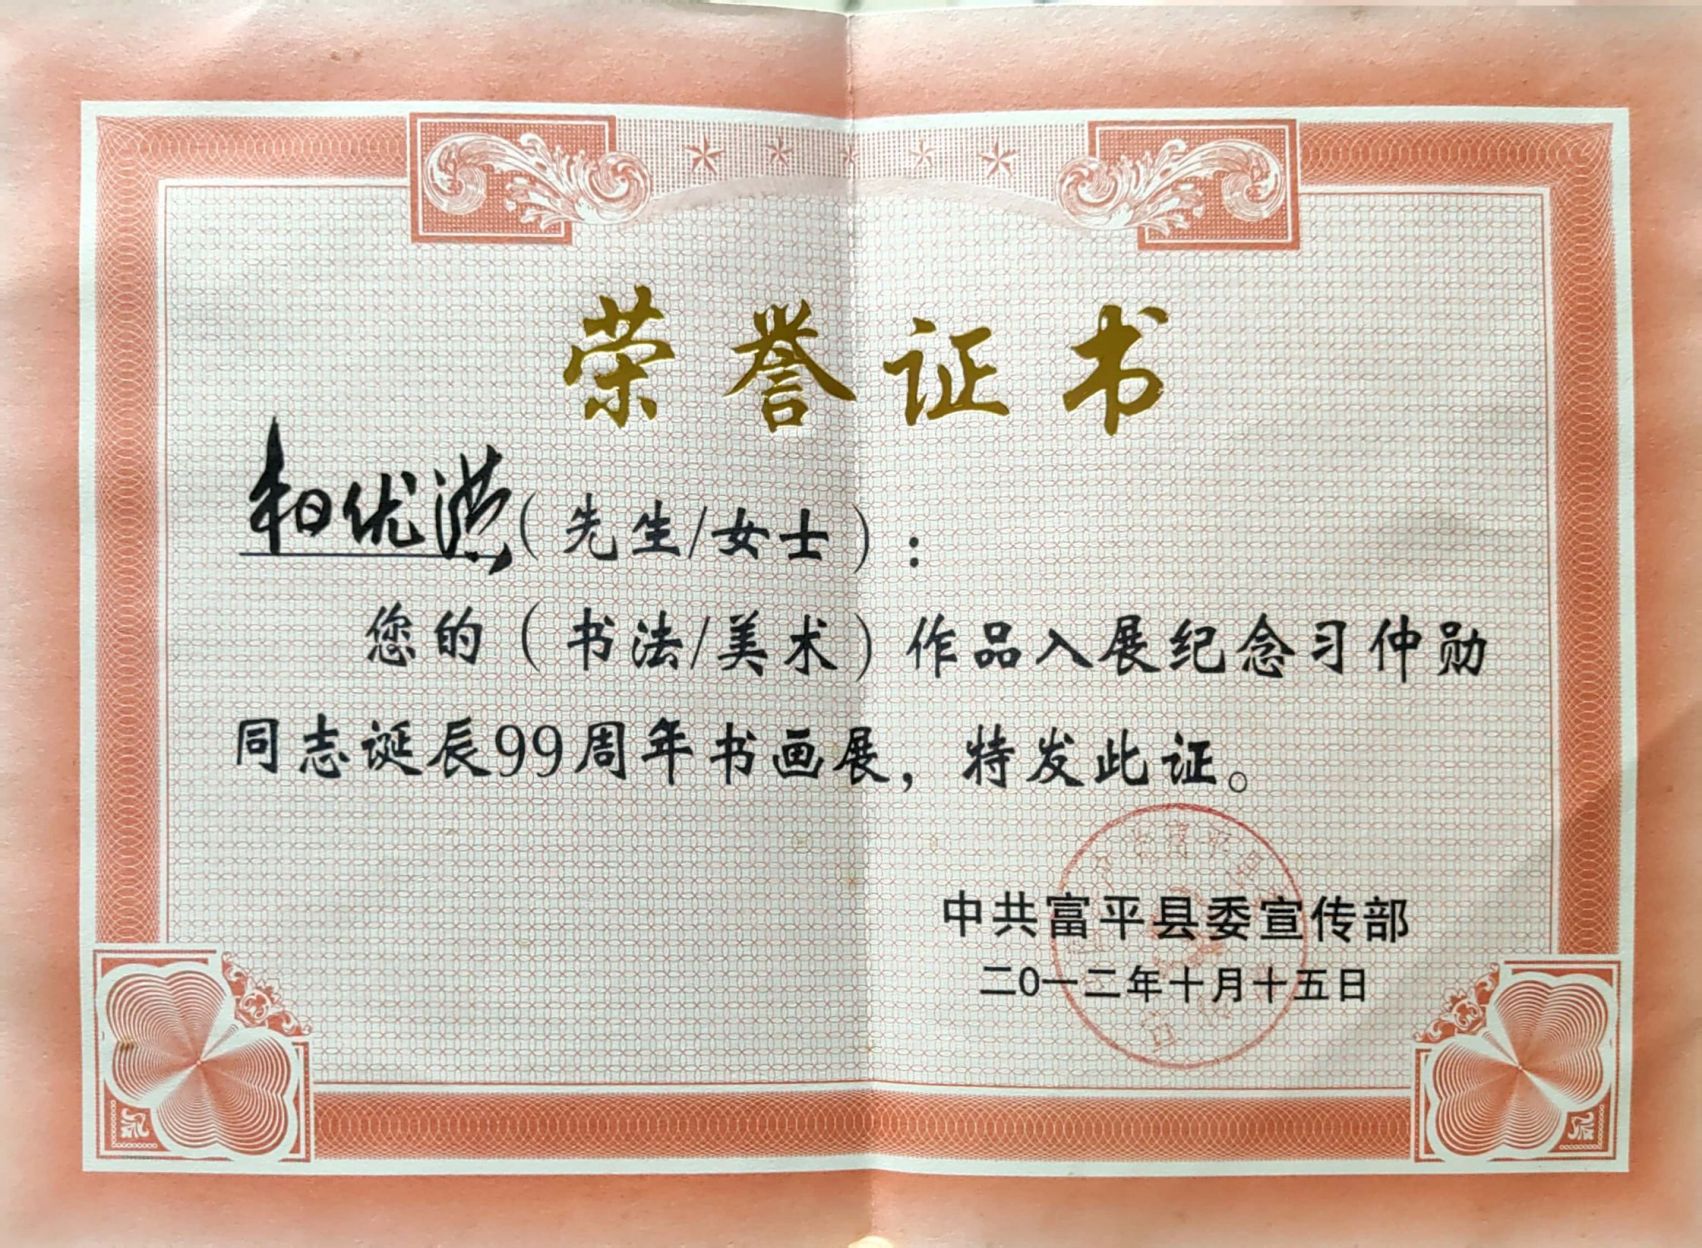 荣誉证书
柏优洪（先生/女士）：
您的（书法/美术）作品入展纪念习仲勋
同志诞辰99周年书画展，特发此证。
中共富平县委宣传部
二0一二年十月十五日